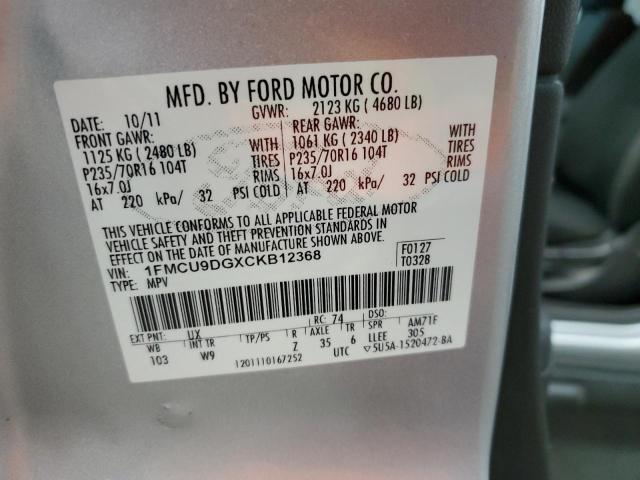 MFD. BY FORD MOTOR CO.
DATE: 10/11 GVWR: 2123 KG ( 4680 LB)
FRONT GAWR: REAR GAWR:
1125 KG ( 2480 LB) WITH 1061 KG ( 2340 LB) WITH
P235/70R16 104T TIRES P235/70R16 104T TIRES
16x7.0J RIMS 16x7.0J RIMS
AT 220 kPa/ 32 PSI COLD AT 220 kPa/ 32 PSI COLD
THIS VEHICLE CONFORMS TO ALL APPLICABLE FEDERAL MOTOR
VEHICLE SAFETY AND THEFT PREVENTION STANDARDS IN
EFFECT ON THE DATE OF MANUFACTURE SHOWN ABOVE.
VIN: 1FMCU9DGXCKB12368 F0127
TYPE: MPV T0328
EXT PNT: UX RC: 74 DSO:
WB INT TR TP/PS R AXLE TR SPR AM71F
103 W9 Z 35 6 LLEE 305
1201110167252 UTC ▽5U5A-1520472-BA